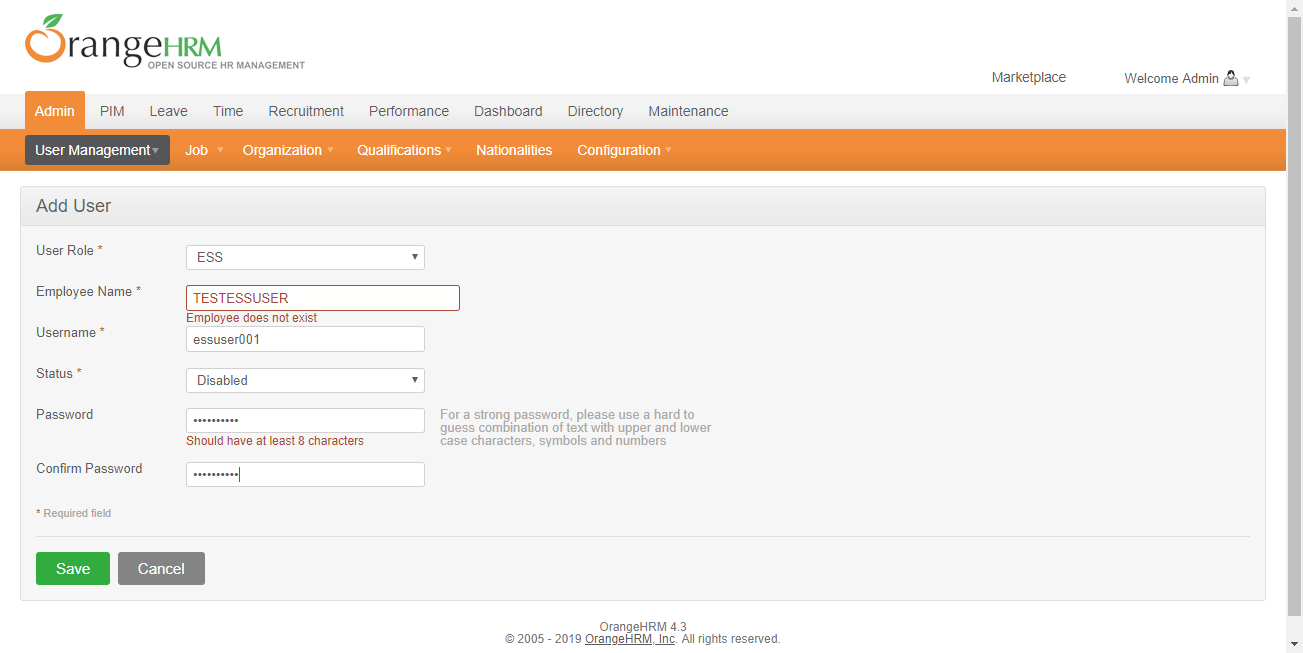 OrangeHRM
OPEN SOURCE HR MANAGEMENT
Marketplace
Welcome Admin
Admin PIM Leave Time Recruitment Performance Dashboard Directory Maintenance
User Management Job Organization Qualifications Nationalities Configuration
Add User
User Role *
ESS
Employee Name *
TESTESSUSER
Employee does not exist
Username *
essuser001
Status *
Disabled
Password
••••••••••
For a strong password, please use a hard to
guess combination of text with upper and lower
case characters, symbols and numbers
Should have at least 8 characters
Confirm Password
••••••••••
* Required field
Save Cancel
OrangeHRM 4.3
© 2005 - 2019 OrangeHRM, Inc. All rights reserved.